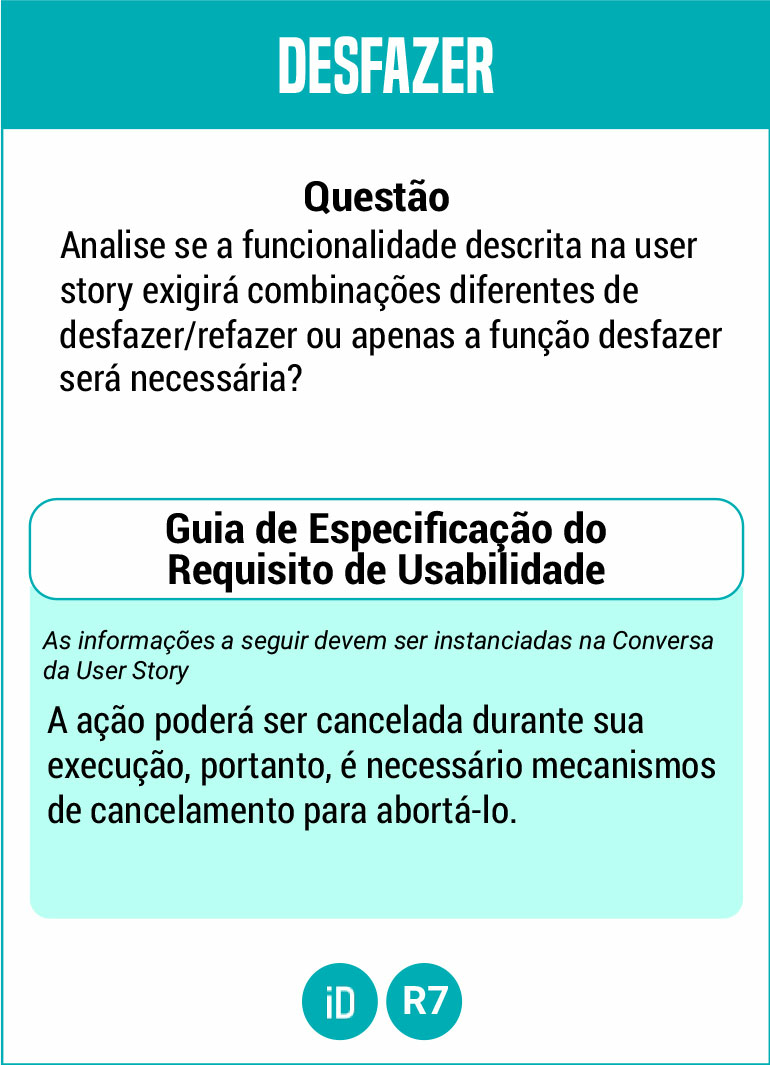 DESFAZER
Questão
Analise se a funcionalidade descrita na user
story exigirá combinações diferentes de
desfazer/refazer ou apenas a função desfazer
será necessária?
Guia de Especificação do
Requisito de Usabilidade
As informações a seguir devem ser instanciadas na Conversa
da User Story
A ação poderá ser cancelada durante sua
execução, portanto, é necessário mecanismos
de cancelamento para abortá-lo.
iD R7